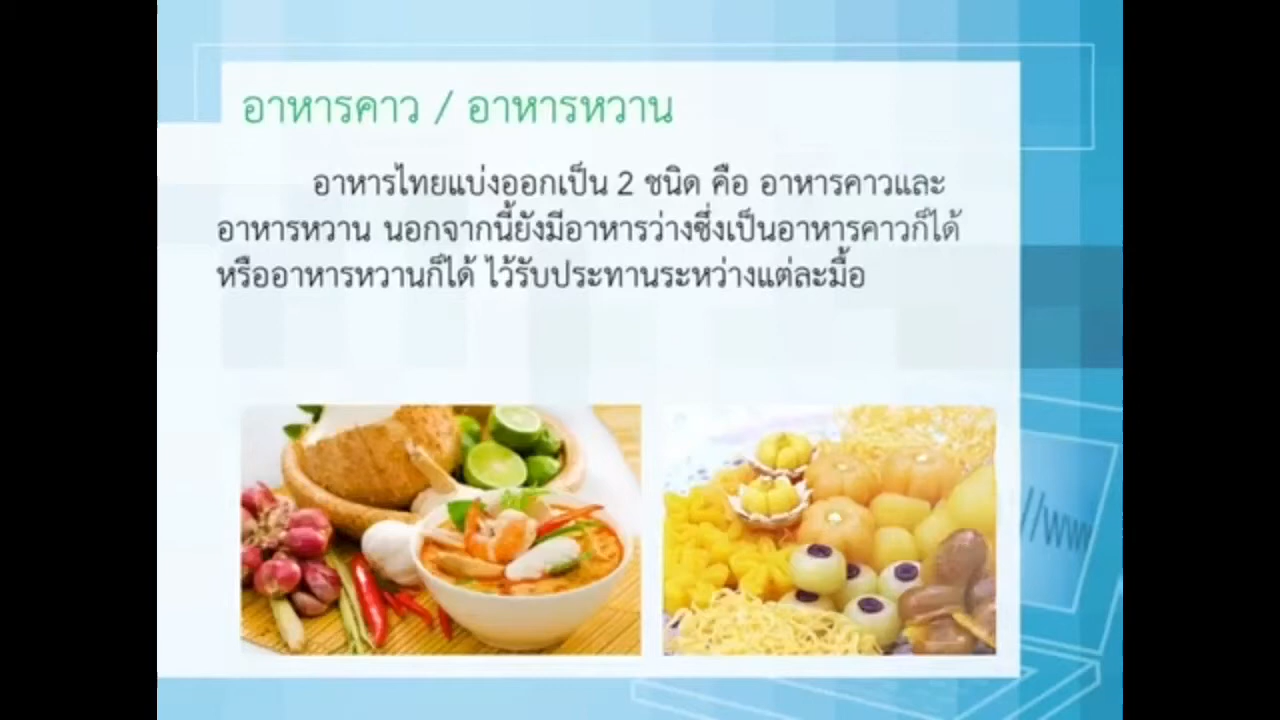 อาหารคาว / อาหารหวาน
อาหารไทยแบ่งออกเป็น 2 ชนิด คือ อาหารคาวและ
อาหารหวาน นอกจากนี้ยังมีอาหารว่างซึ่งเป็นอาหารคาวก็ได้
หรืออาหารหวานก็ได้ ไว้รับประทานระหว่างแต่ละมื้อ
//ww